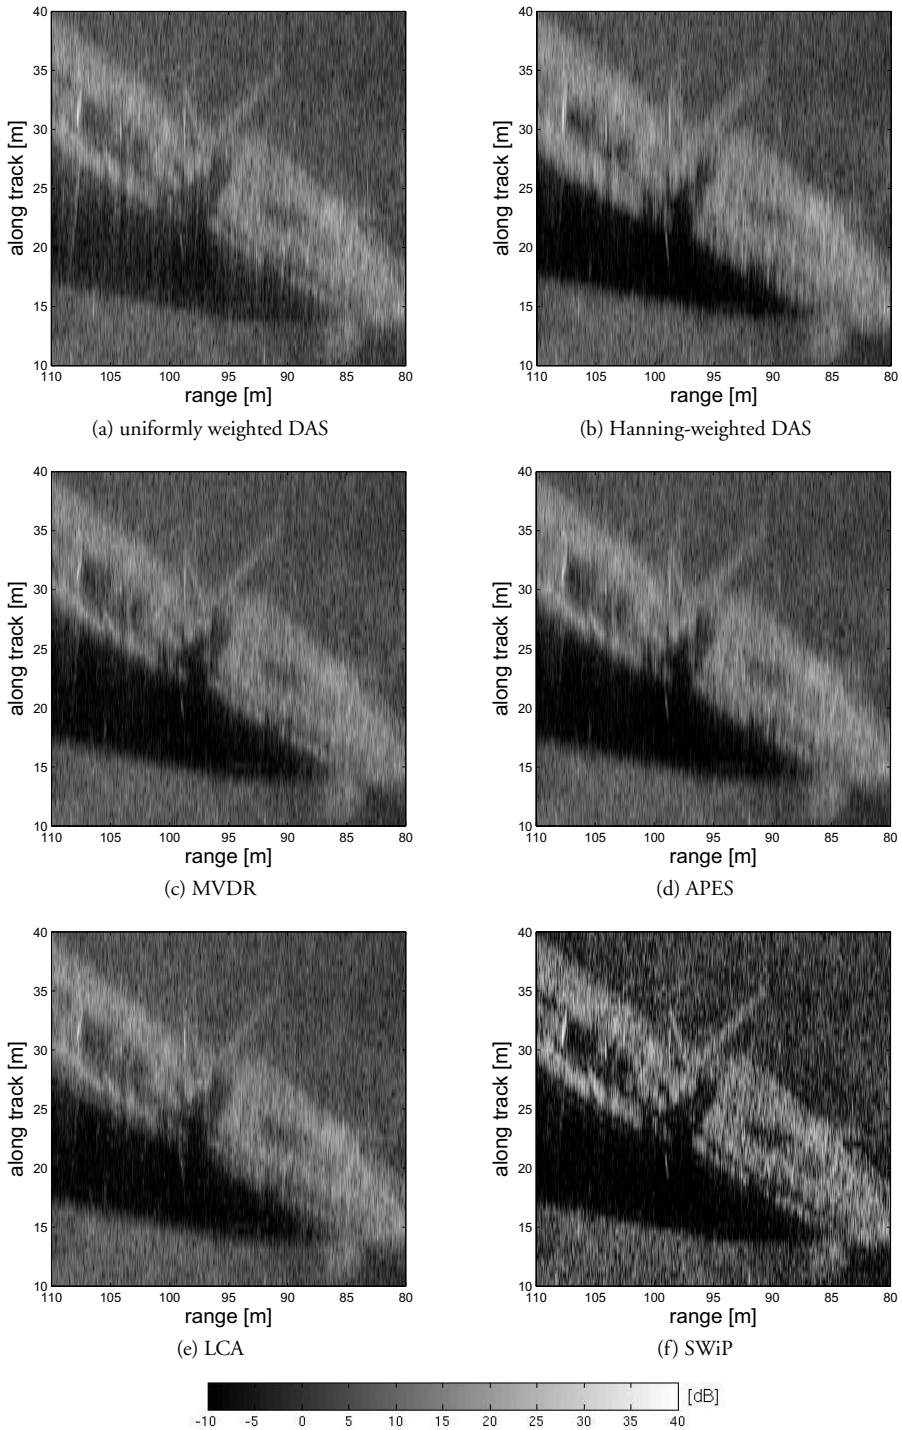 40 40
35 35
30 30
25 25
20 20
15 15
10 10
along track [m] along track [m]
110 105 100 95 90 85 80 110 105 100 95 90 85 80
range [m] range [m]
(a) uniformly weighted DAS (b) Hanning-weighted DAS
40 40
35 35
30 30
25 25
20 20
15 15
10 10
along track [m] along track [m]
110 105 100 95 90 85 80 110 105 100 95 90 85 80
range [m] range [m]
(c) MVDR (d) APES
40 40
35 35
30 30
25 25
20 20
15 15
10 10
along track [m] along track [m]
110 105 100 95 90 85 80 110 105 100 95 90 85 80
range [m] range [m]
(e) LCA (f) SWiP
[dB]
-10 -5 0 5 10 15 20 25 30 35 40